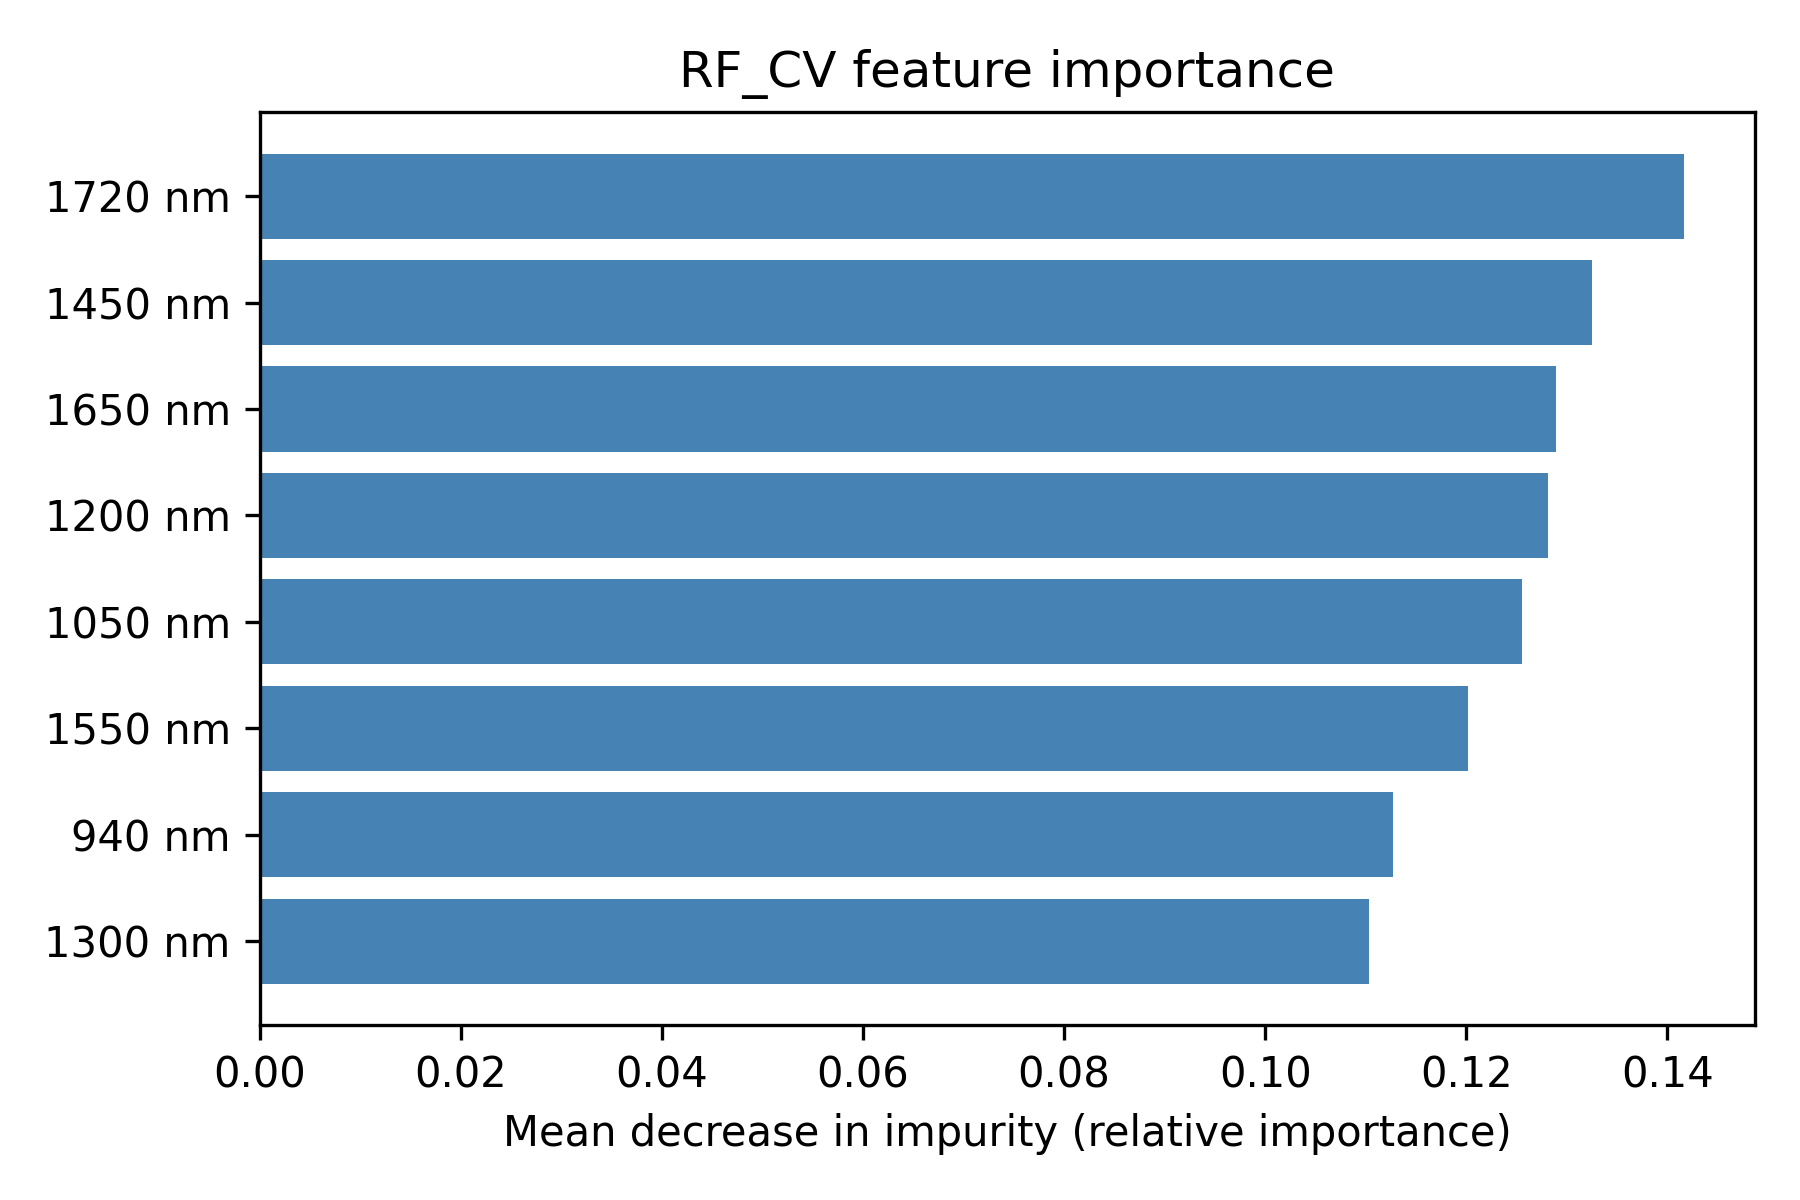 RF_CV feature importance
1720 nm
1450 nm
1650 nm
1200 nm
1050 nm
1550 nm
940 nm
1300 nm
0.00 0.02 0.04 0.06 0.08 0.10 0.12 0.14
Mean decrease in impurity (relative importance)